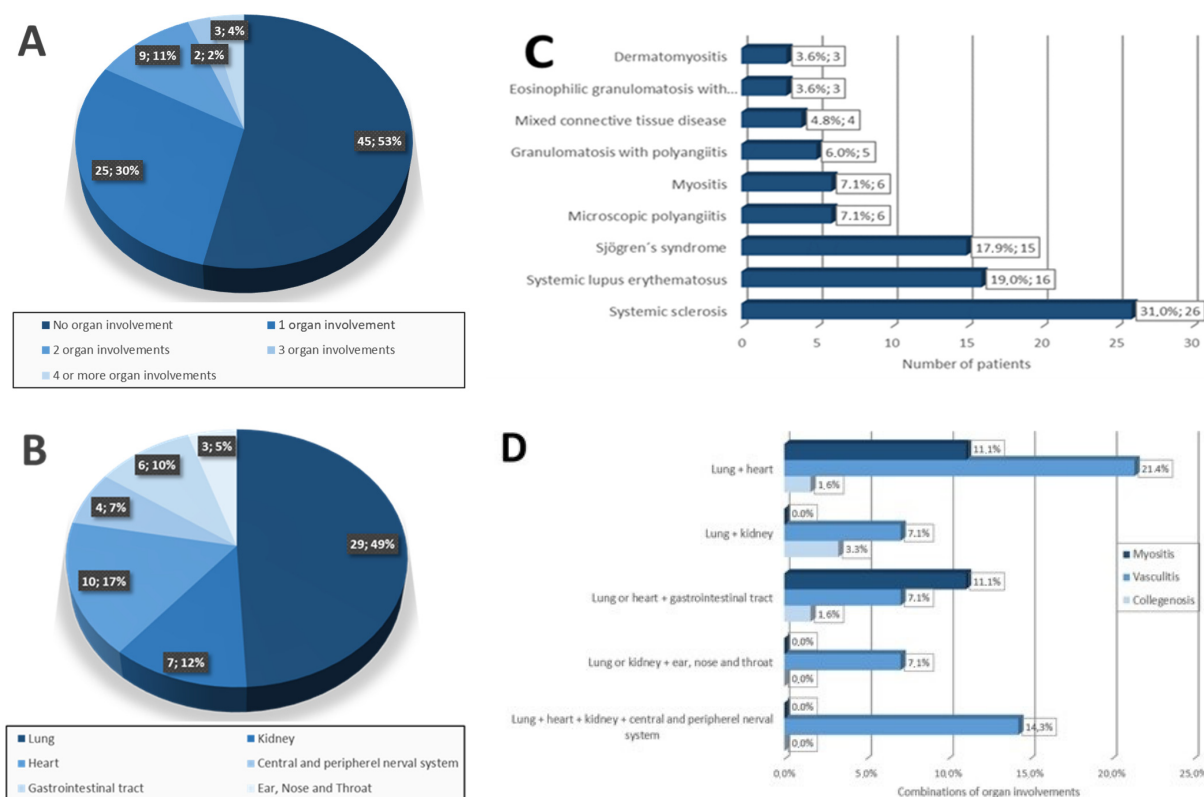 A
3; 4%
9; 11%
2; 2%
45; 53%
25; 30%
No organ involvement
1 organ involvement
2 organ involvements
3 organ involvements
4 or more organ involvements
B
3; 5%
6; 10%
4; 7%
29; 49%
10; 17%
7; 12%
Lung
Kidney
Heart
Central and peripherel nerval system
Gastrointestinal tract
Ear, Nose and Throat
C
Dermatomyositis
3.6%; 3
Eosinophilic granulomatosis with...
3.6%; 3
Mixed connective tissue disease
4.8%; 4
Granulomatosis with polyangiitis
6.0%; 5
Myositis
7.1%; 6
Microscopic polyangiitis
7.1%; 6
Sjögren´s syndrome
17.9%; 15
Systemic lupus erythematosus
19,0%; 16
Systemic sclerosis
31,0%; 26
0 5 10 15 20 25 30
Number of patients
D
Lung + heart
11,1%
21.4%
1,6%
Lung + kidney
0.0%
7.1%
3.3%
Lung or heart + gastrointestinal tract
11.1%
7.1%
1,6%
Lung or kidney + ear, nose and throat
0,0%
7,1%
0,0%
Lung + heart + kidney + central and peripherel nerval
system
0.0%
14,3%
0,0%
Myositis
Vasculitis
Collegenosis
0,0% 5,0% 10,0% 15,0% 20,0% 25,0%
Combinations of organ involvements